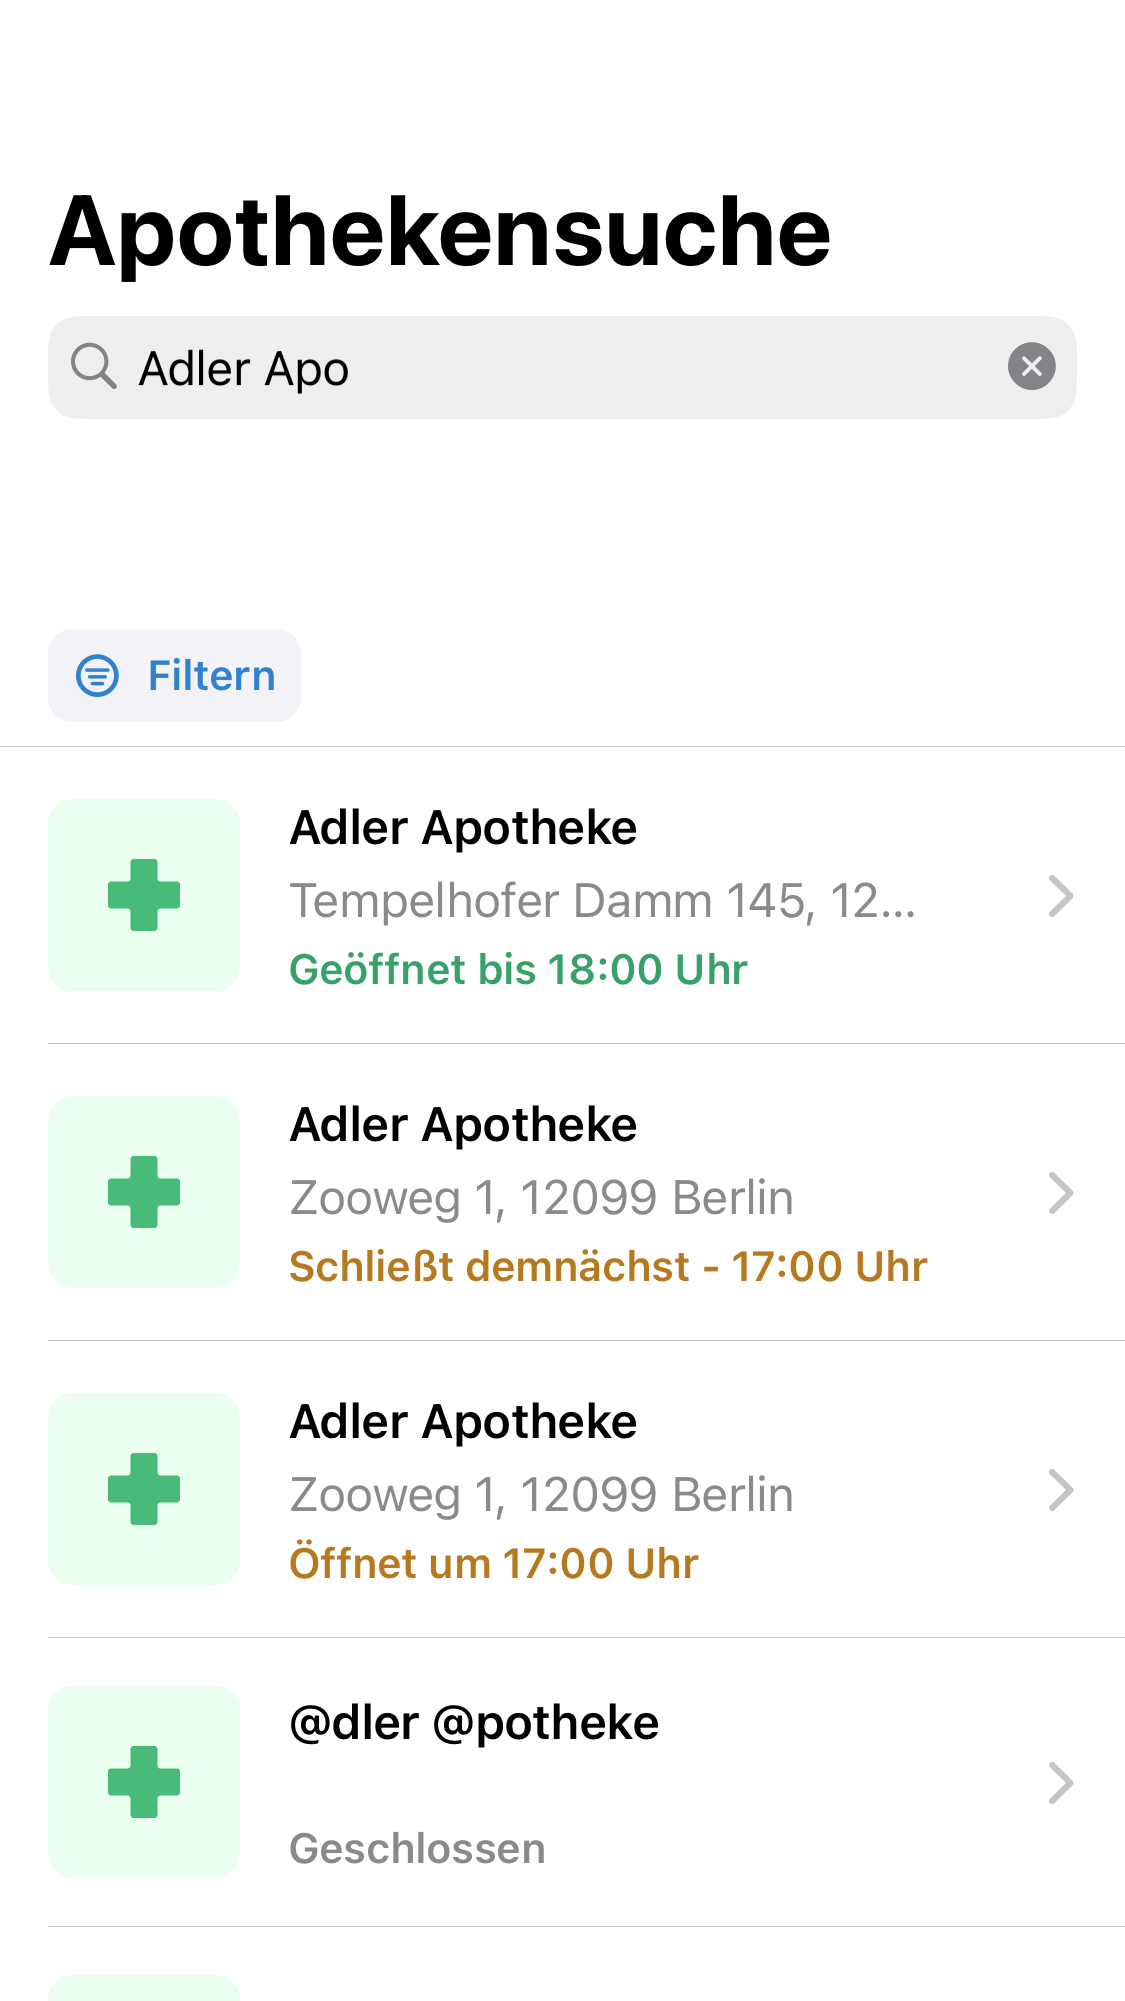 Apothekensuche
Adler Apo
Filtern
Adler Apotheke
Tempelhofer Damm 145, 12...
Geöffnet bis 18:00 Uhr
Adler Apotheke
Zooweg 1, 12099 Berlin
Schließt demnächst - 17:00 Uhr
Adler Apotheke
Zooweg 1, 12099 Berlin
Öffnet um 17:00 Uhr
@dler @potheke
Geschlossen